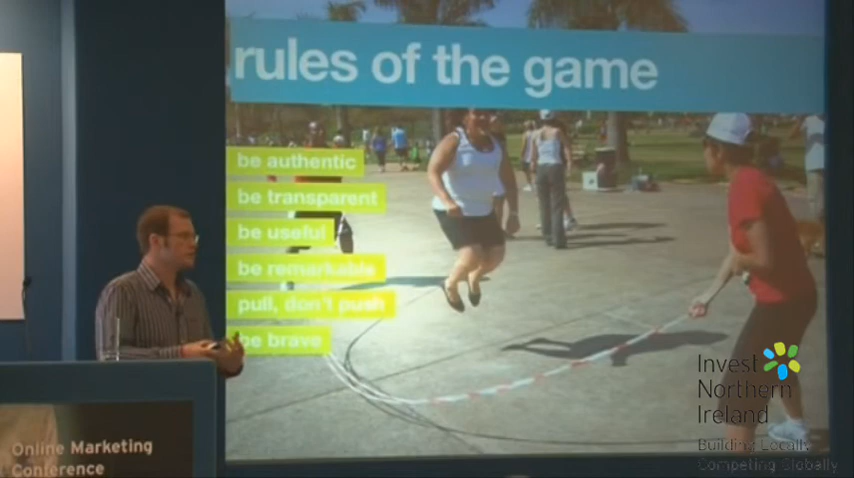 rules of the game
be authentic
be transparent
be useful
be remarkable
pull, don't push
be brave
Invest
Northern
Ireland
Building Locally
Competing Globally
Online Marketing
Conference